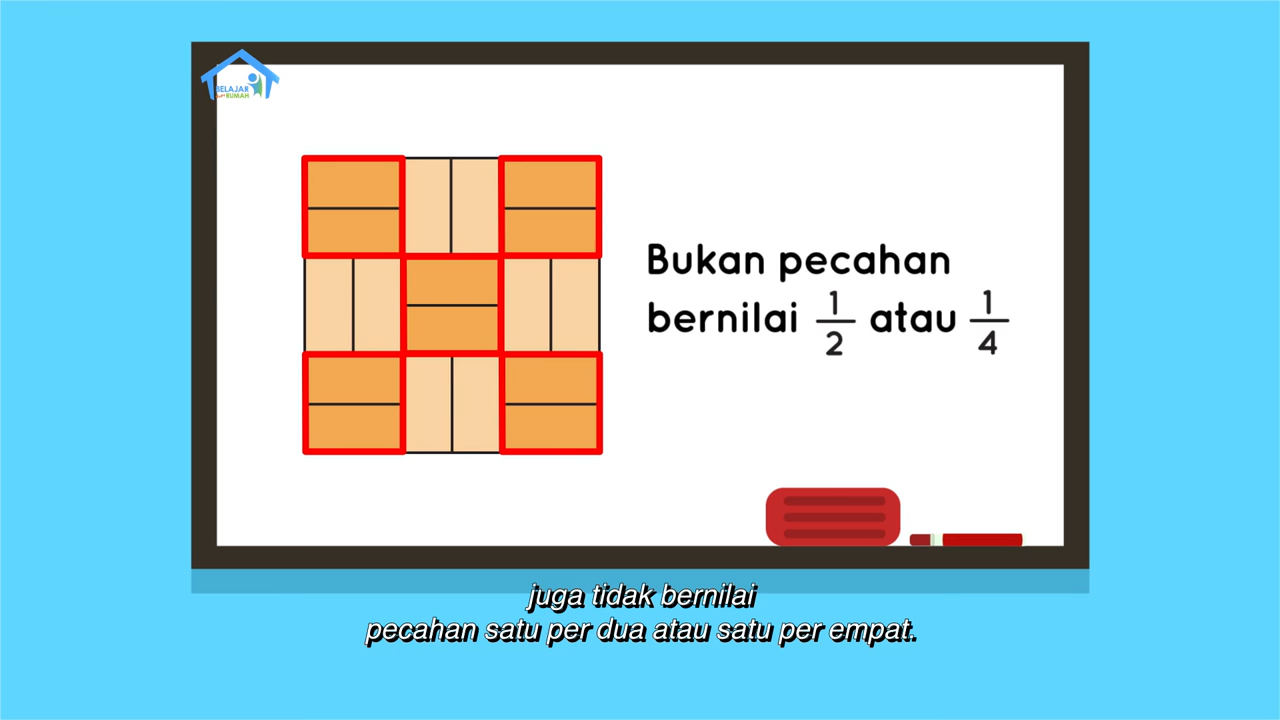 BELAJAR
dari RUMAH
Bukan pecahan
bernilai 1/2 atau 1/4
juga tidak bernilai
pecahan satu per dua atau satu per empat.